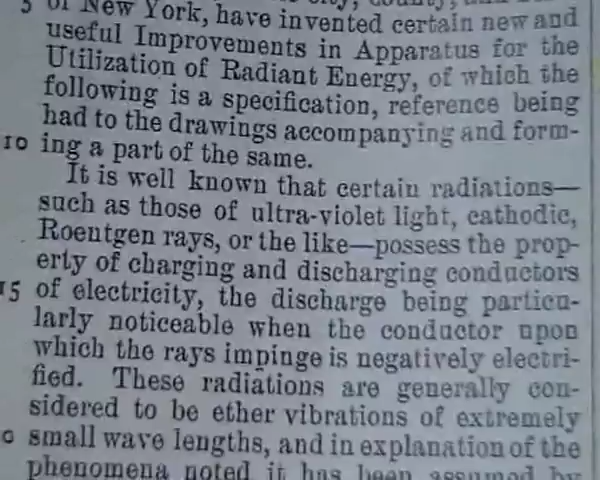 5 of New York, have invented certain new and
useful Improvements in Apparatus for the
Utilization of Radiant Energy, of which the
following is a specification, reference being
had to the drawings accompanying and form-
10 ing a part of the same.
It is well known that certain radiations—
such as those of ultra-violet light, cathodic,
Roentgen rays, or the like—possess the prop-
erty of charging and discharging conductors
15 of electricity, the discharge being particu-
larly noticeable when the conductor upon
which the rays impinge is negatively electri-
fied. These radiations are generally con-
sidered to be ether vibrations of extremely
0 small wave lengths, and in explanation of the
phenomena noted it has been assumed by